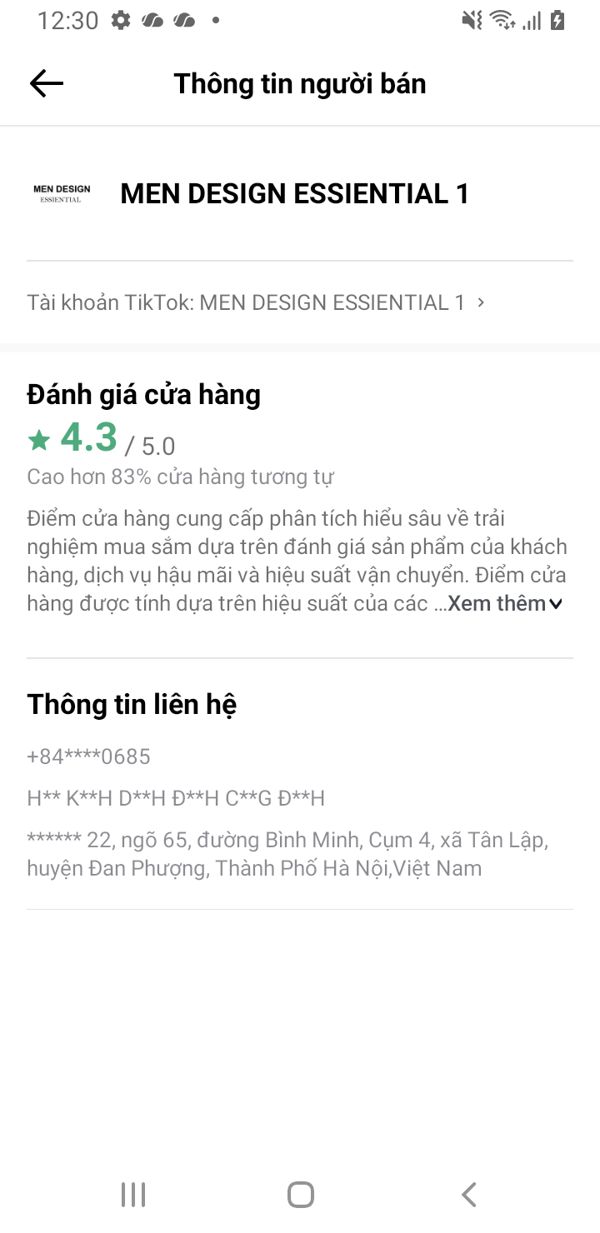 12:30
Thông tin người bán
MEN DESIGN
ESSIENTIAL
MEN DESIGN ESSIENTIAL 1
Tài khoản TikTok: MEN DESIGN ESSIENTIAL 1 >
Đánh giá cửa hàng
4.3 / 5.0
Cao hơn 83% cửa hàng tương tự
Điểm cửa hàng cung cấp phân tích hiểu sâu về trải
nghiệm mua sắm dựa trên đánh giá sản phẩm của khách
hàng, dịch vụ hậu mãi và hiệu suất vận chuyển. Điểm cửa
hàng được tính dựa trên hiệu suất của các ...Xem thêm
Thông tin liên hệ
+84****0685
H** K**H D**H Đ**H C**G Đ**H
****** 22, ngõ 65, đường Bình Minh, Cụm 4, xã Tân Lập,
huyện Đan Phượng, Thành Phố Hà Nội,Việt Nam